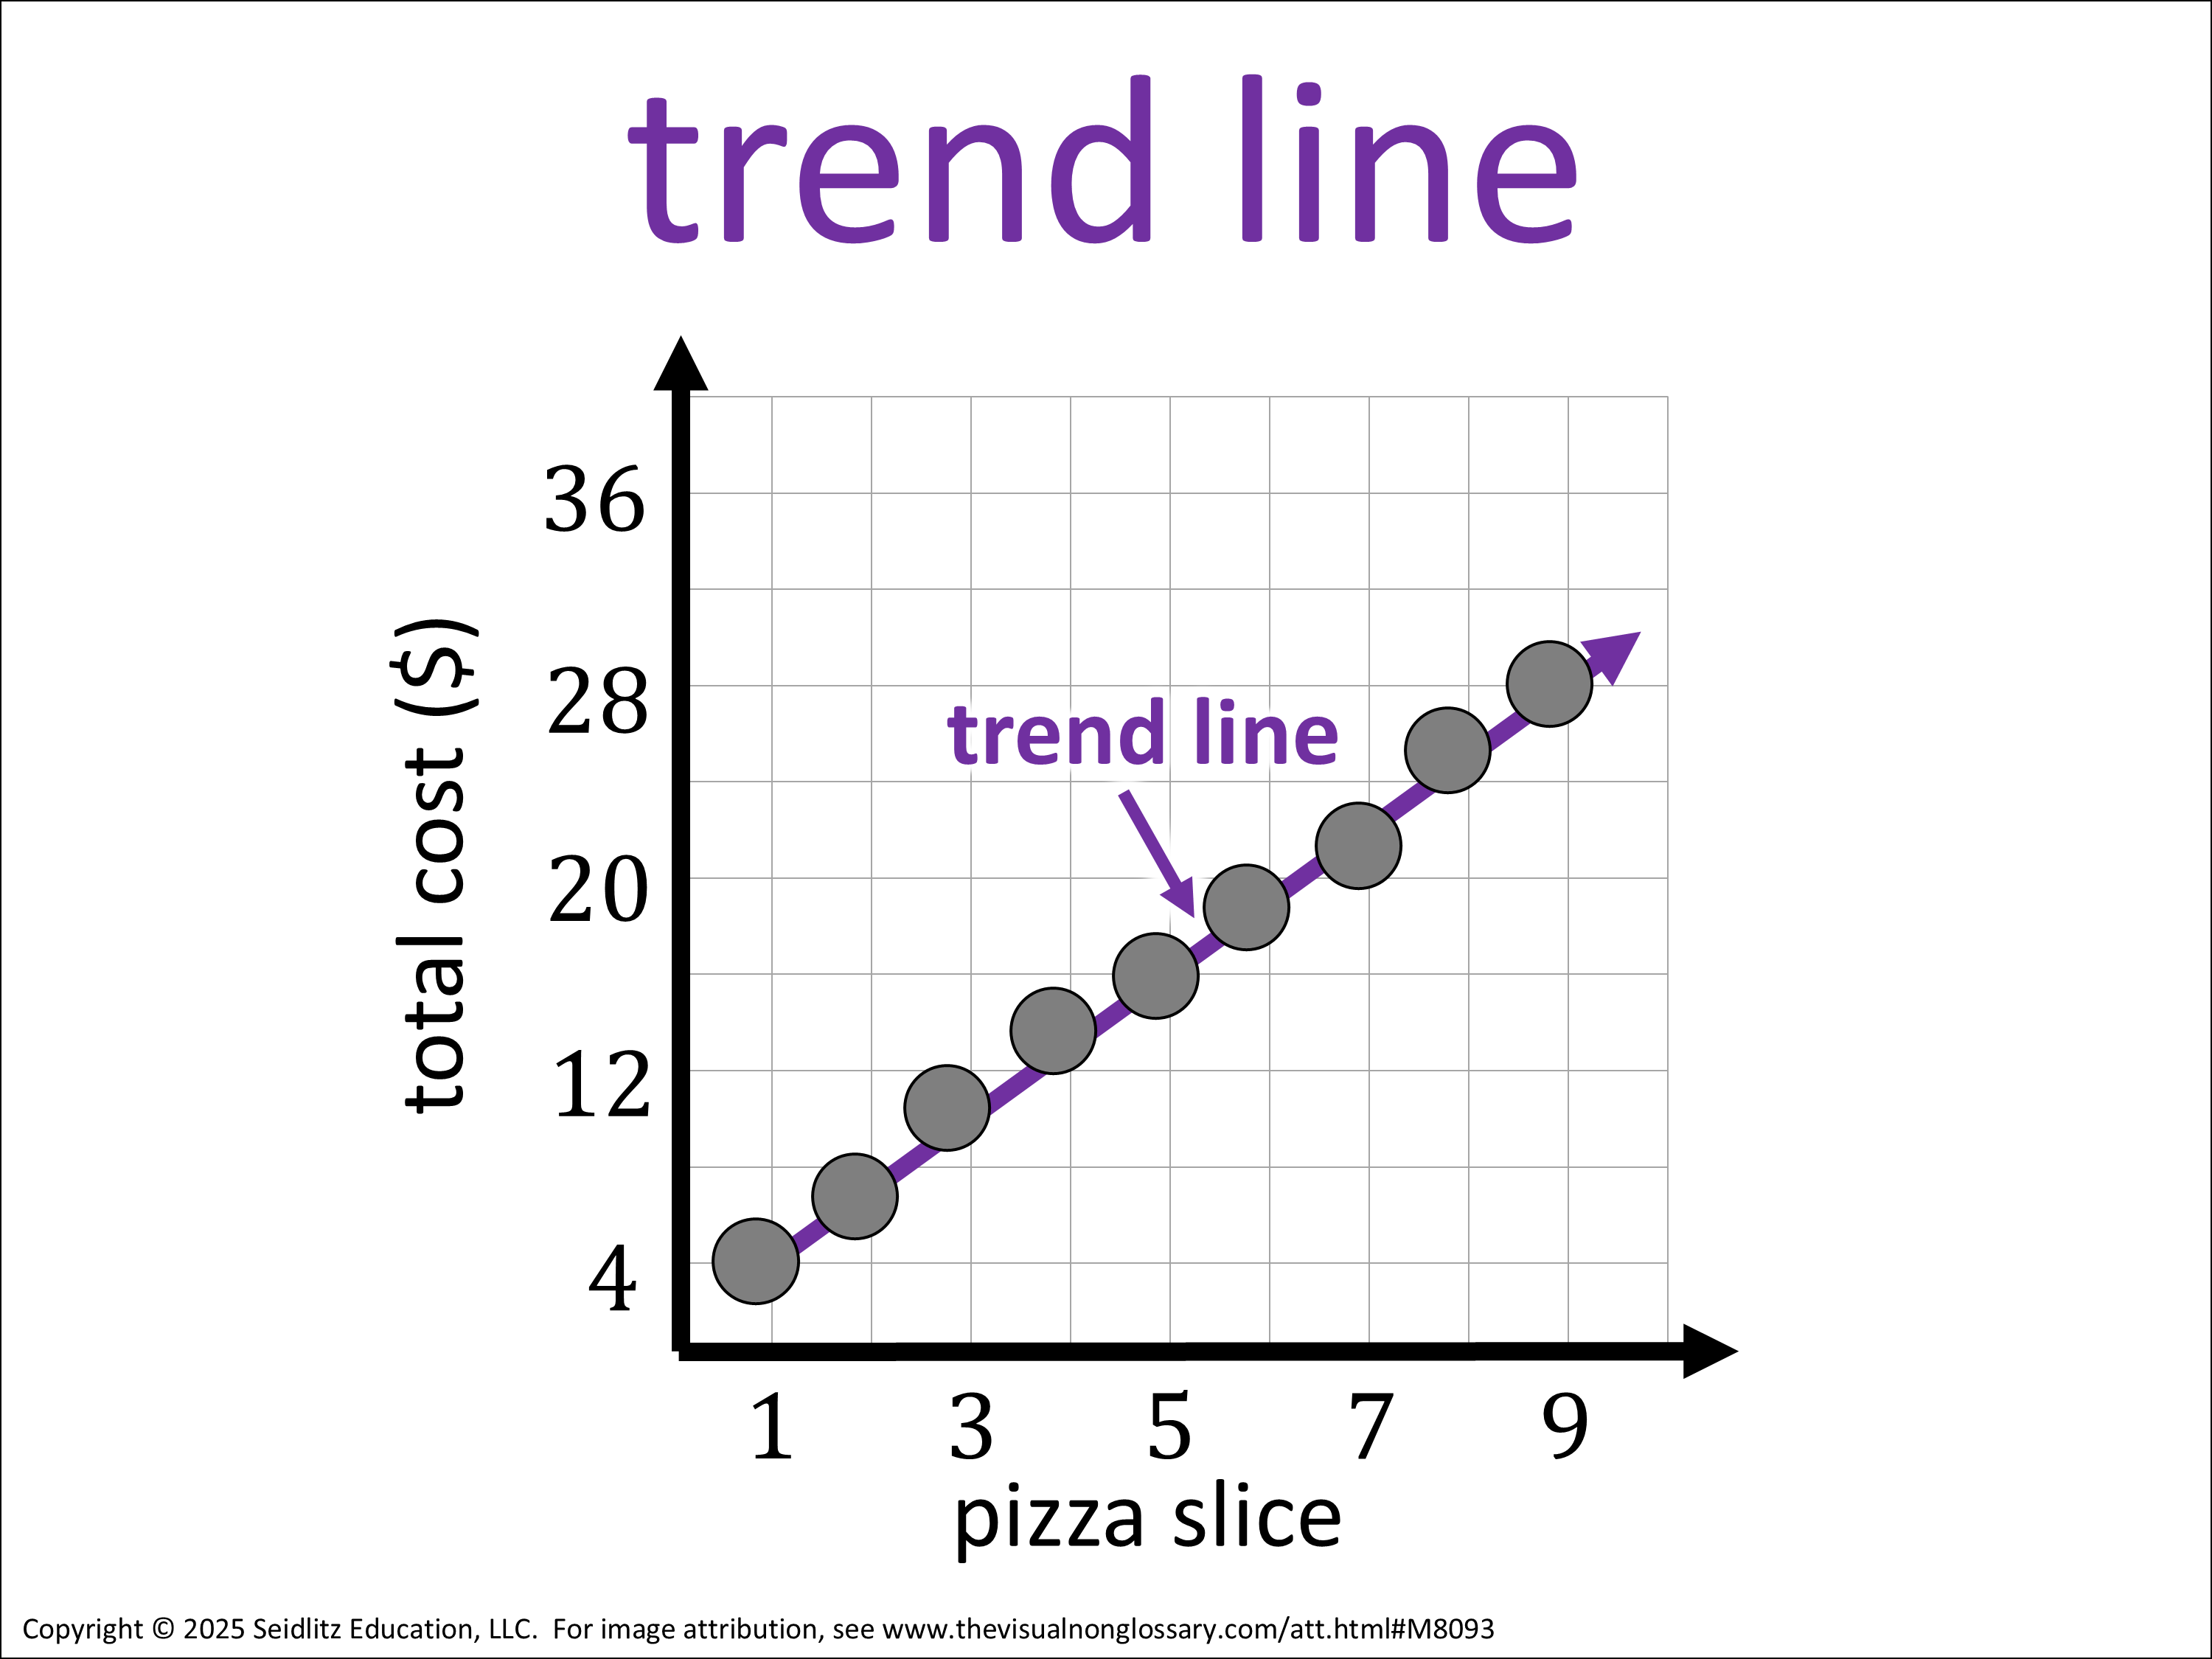 trend line
36
28
20
12
4
total cost ($)
trend line
1 3 5 7 9
pizza slice
Copyright © 2025 Seidlitz Education, LLC.  For image attribution, see www.thevisualnonglossary.com/att.html#M8093